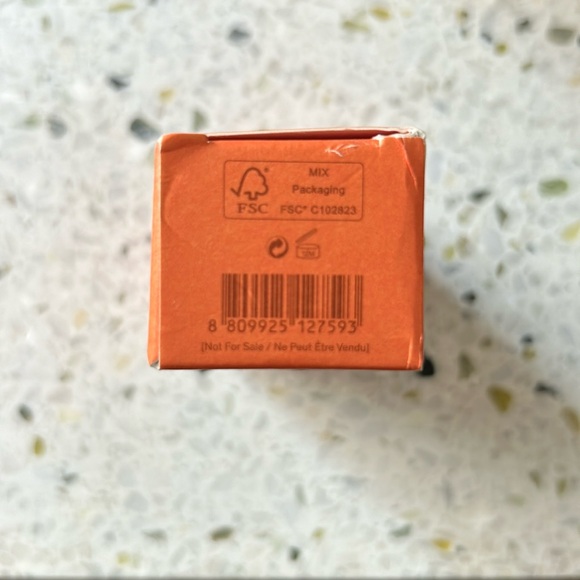 MIX
Packaging
FSC
FSC® C102823
8 809925 127593
[Not For Sale / Ne Peut Être Vendu]